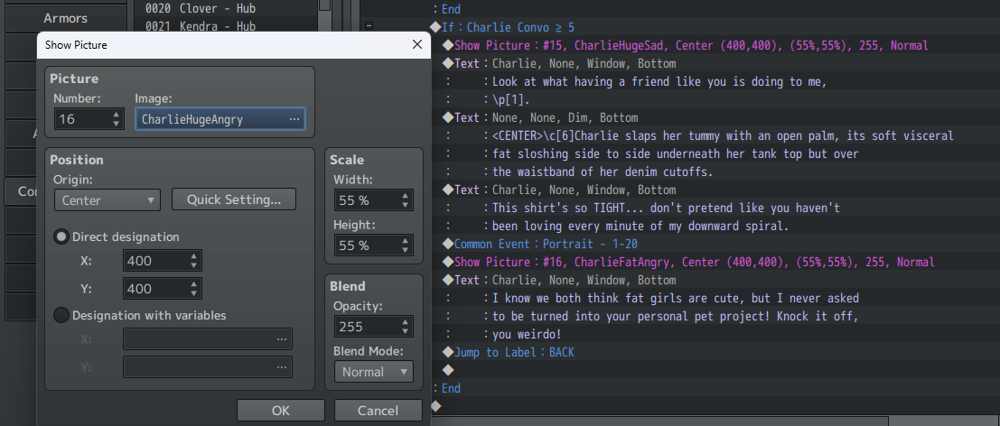 Armors
0020 Clover - Hub
0021 Kendra - Hub
Show Picture
Picture
Number:
Image:
16
CharlieHugeAngry
...
Position
Origin:
Center
Quick Setting...
Direct designation
X:
400
Y:
400
Designation with variables
X:
...
Y:
...
Scale
Width:
55 %
Height:
55 %
Blend
Opacity:
255
Blend Mode:
Normal
OK
Cancel
: End
◆If：Charlie Convo ≥ 5
◆Show Picture：#15, CharlieHugeSad, Center (400,400), (55%,55%), 255, Normal
◆Text：Charlie, None, Window, Bottom
: : Look at what having a friend like you is doing to me,
: : \p[1].
◆Text：None, None, Dim, Bottom
: : <CENTER>\c[6]Charlie slaps her tummy with an open palm, its soft visceral
: : fat sloshing side to side underneath her tank top but over
: : the waistband of her denim cutoffs.
◆Text：Charlie, None, Window, Bottom
: : This shirt's so TIGHT... don't pretend like you haven't
: : been loving every minute of my downward spiral.
◆Common Event：Portrait - 1-20
◆Show Picture：#16, CharlieFatAngry, Center (400,400), (55%,55%), 255, Normal
◆Text：Charlie, None, Window, Bottom
: : I know we both think fat girls are cute, but I never asked
: : to be turned into your personal pet project! Knock it off,
: : you weirdo!
◆Jump to Label：BACK
◆
: End
◆